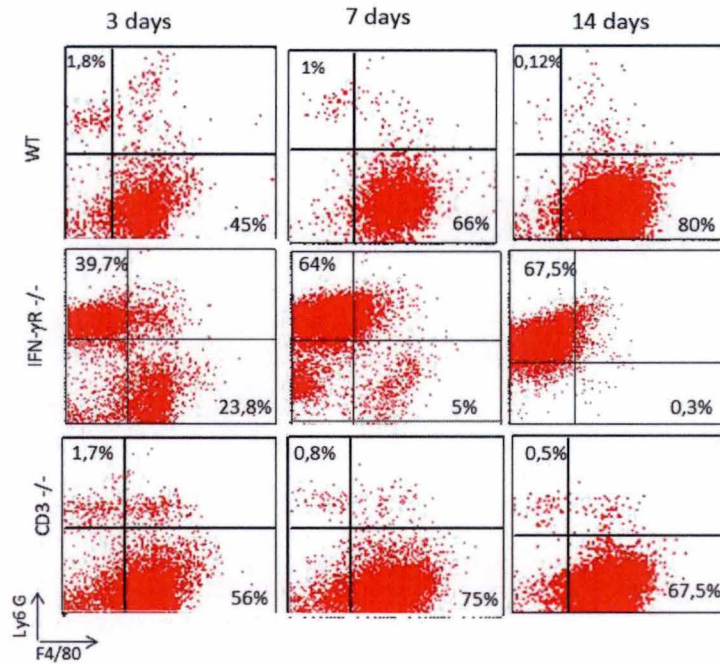 3 days 7 days 14 days
WT
1,8% 1% 0,12%
45% 66% 80%
IFN-γR -/-
39,7% 64% 67,5%
23,8% 5% 0,3%
CD3 -/-
1,7% 0,8% 0,5%
56% 75% 67,5%
Ly6 G
F4/80